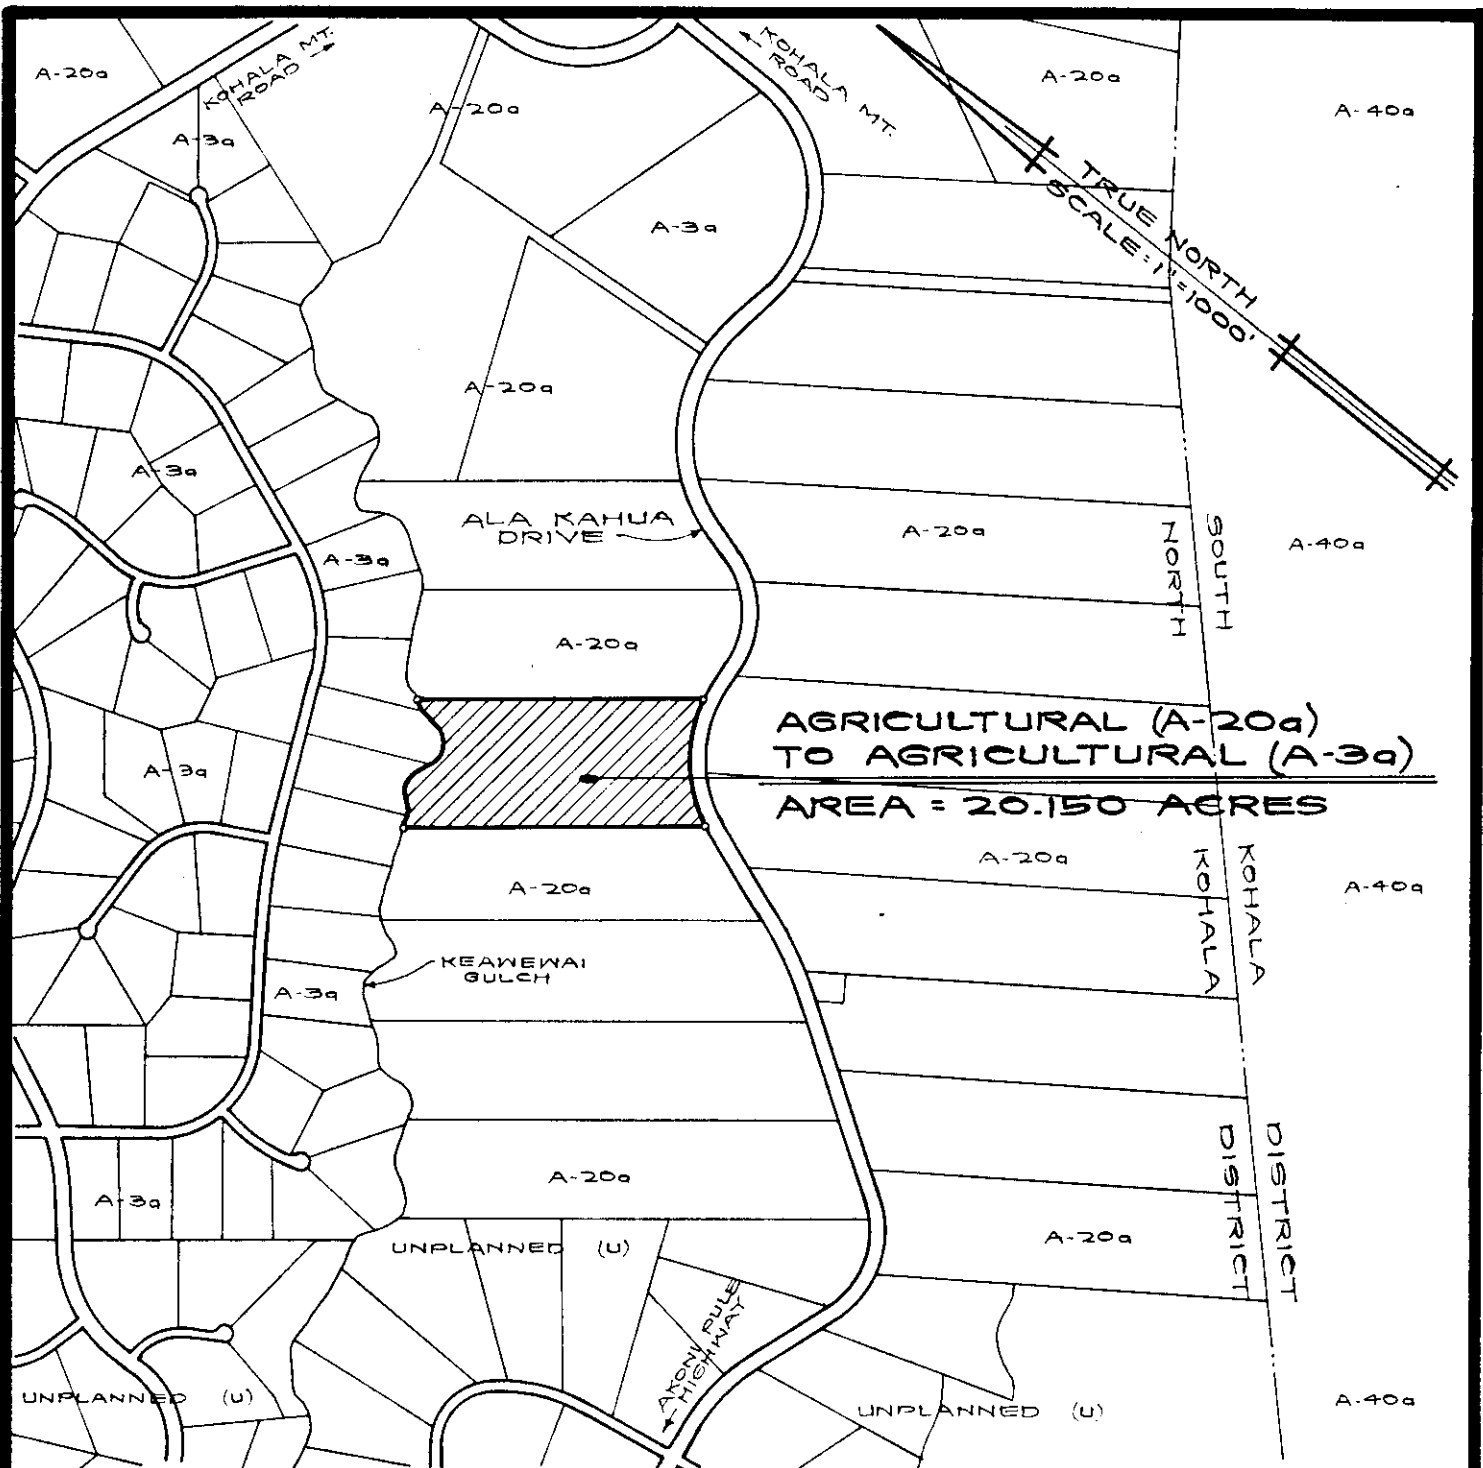 A-20a
KOHALA MT.
ROAD
A-3a
A-20a
KOHALA MT.
ROAD
A-20a
A-40a
TRUE NORTH
SCALE: 1"=1000'
A-3a
A-20a
A-3a
ALA KAHUA
DRIVE
A-20a
SOUTH
NORTH
A-40a
A-3a
A-20a
AGRICULTURAL (A-20a)
TO AGRICULTURAL (A-3a)
AREA = 20.150 ACRES
A-3a
A-20a
A-20a
KOHALA
KOHALA
A-40a
KEAWEWAI
GULCH
A-3a
A-20a
A-3a
DISTRICT
DISTRICT
A-20a
UNPLANNED (U)
AKONI PULE
HIGHWAY
UNPLANNED (U)
UNPLANNED (U)
A-40a